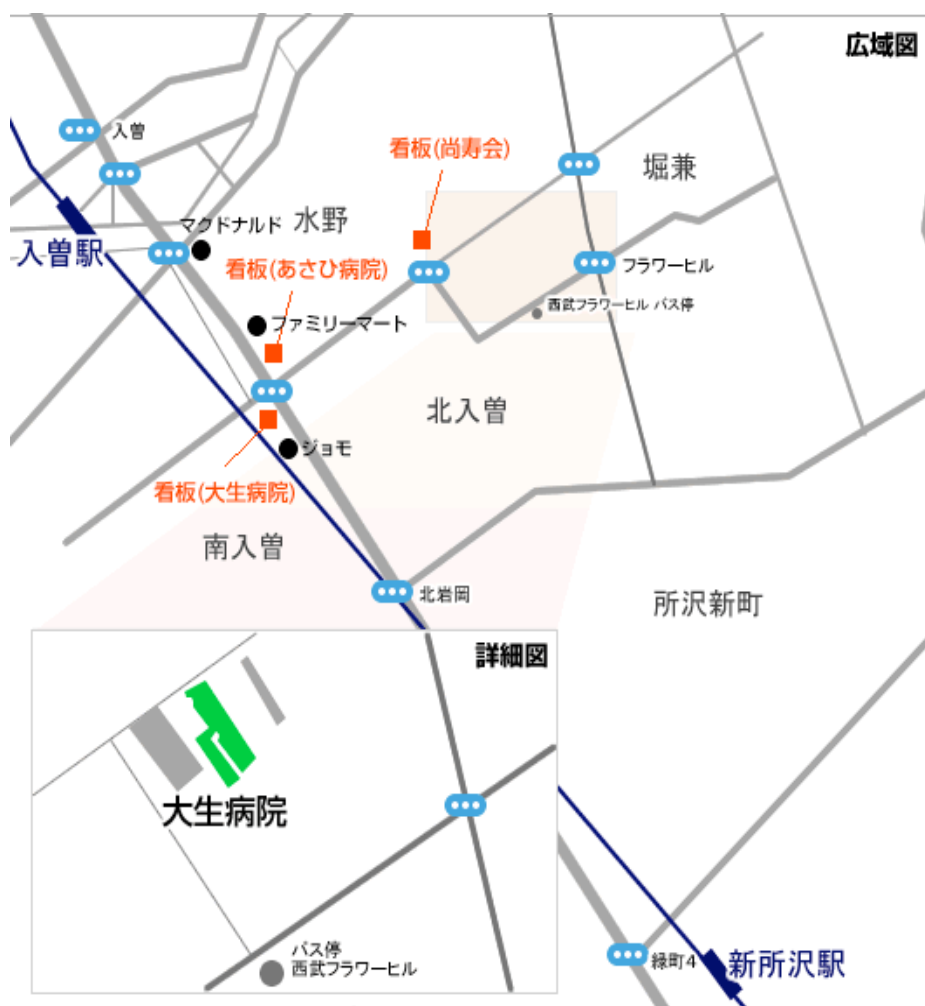 広域図
入曽
看板(尚寿会)
堀兼
マクドナルド
水野
入曽駅
看板(あさひ病院)
フラワーヒル
西武フラワーヒル バス停
ファミリーマート
北入曽
ジョモ
看板(大生病院)
南入曽
北岩岡
所沢新町
詳細図
大生病院
バス停
西武フラワーヒル
緑町4
新所沢駅